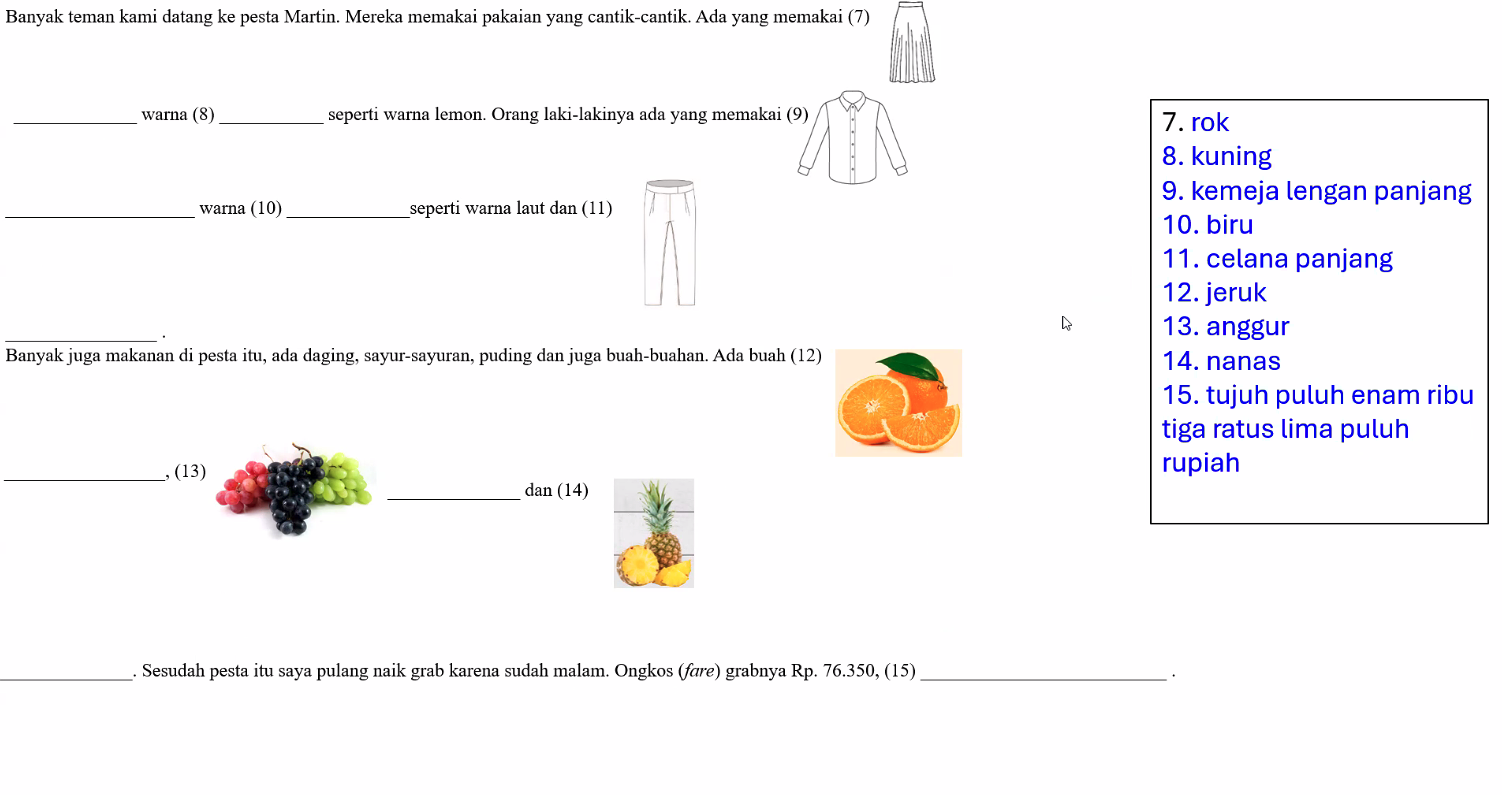 Banyak teman kami datang ke pesta Martin. Mereka memakai pakaian yang cantik-cantik. Ada yang memakai (7)
_____________ warna (8) ___________ seperti warna lemon. Orang laki-lakinya ada yang memakai (9)
____________________ warna (10) _____________seperti warna laut dan (11)
________________ .
Banyak juga makanan di pesta itu, ada daging, sayur-sayuran, puding dan juga buah-buahan. Ada buah (12)
_________________, (13)
______________ dan (14)
______________. Sesudah pesta itu saya pulang naik grab karena sudah malam. Ongkos (fare) grabnya Rp. 76.350, (15) __________________________ .
7. rok
8. kuning
9. kemeja lengan panjang
10. biru
11. celana panjang
12. jeruk
13. anggur
14. nanas
15. tujuh puluh enam ribu
tiga ratus lima puluh
rupiah